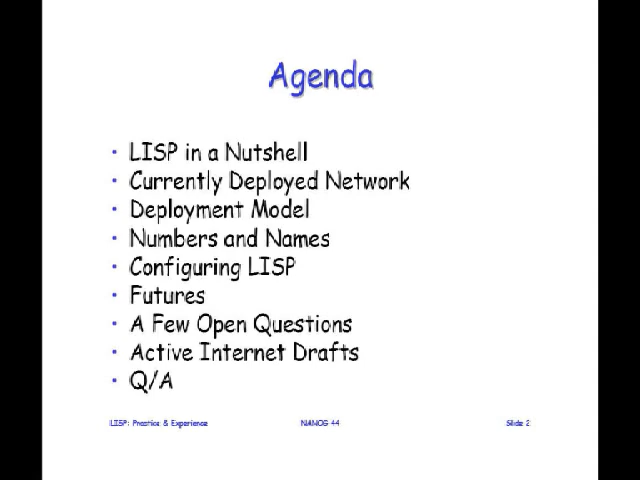 Agenda
• LISP in a Nutshell
• Currently Deployed Network
• Deployment Model
• Numbers and Names
• Configuring LISP
• Futures
• A Few Open Questions
• Active Internet Drafts
• Q/A
LISP: Practice & Experience NANOG 44 Slide 2